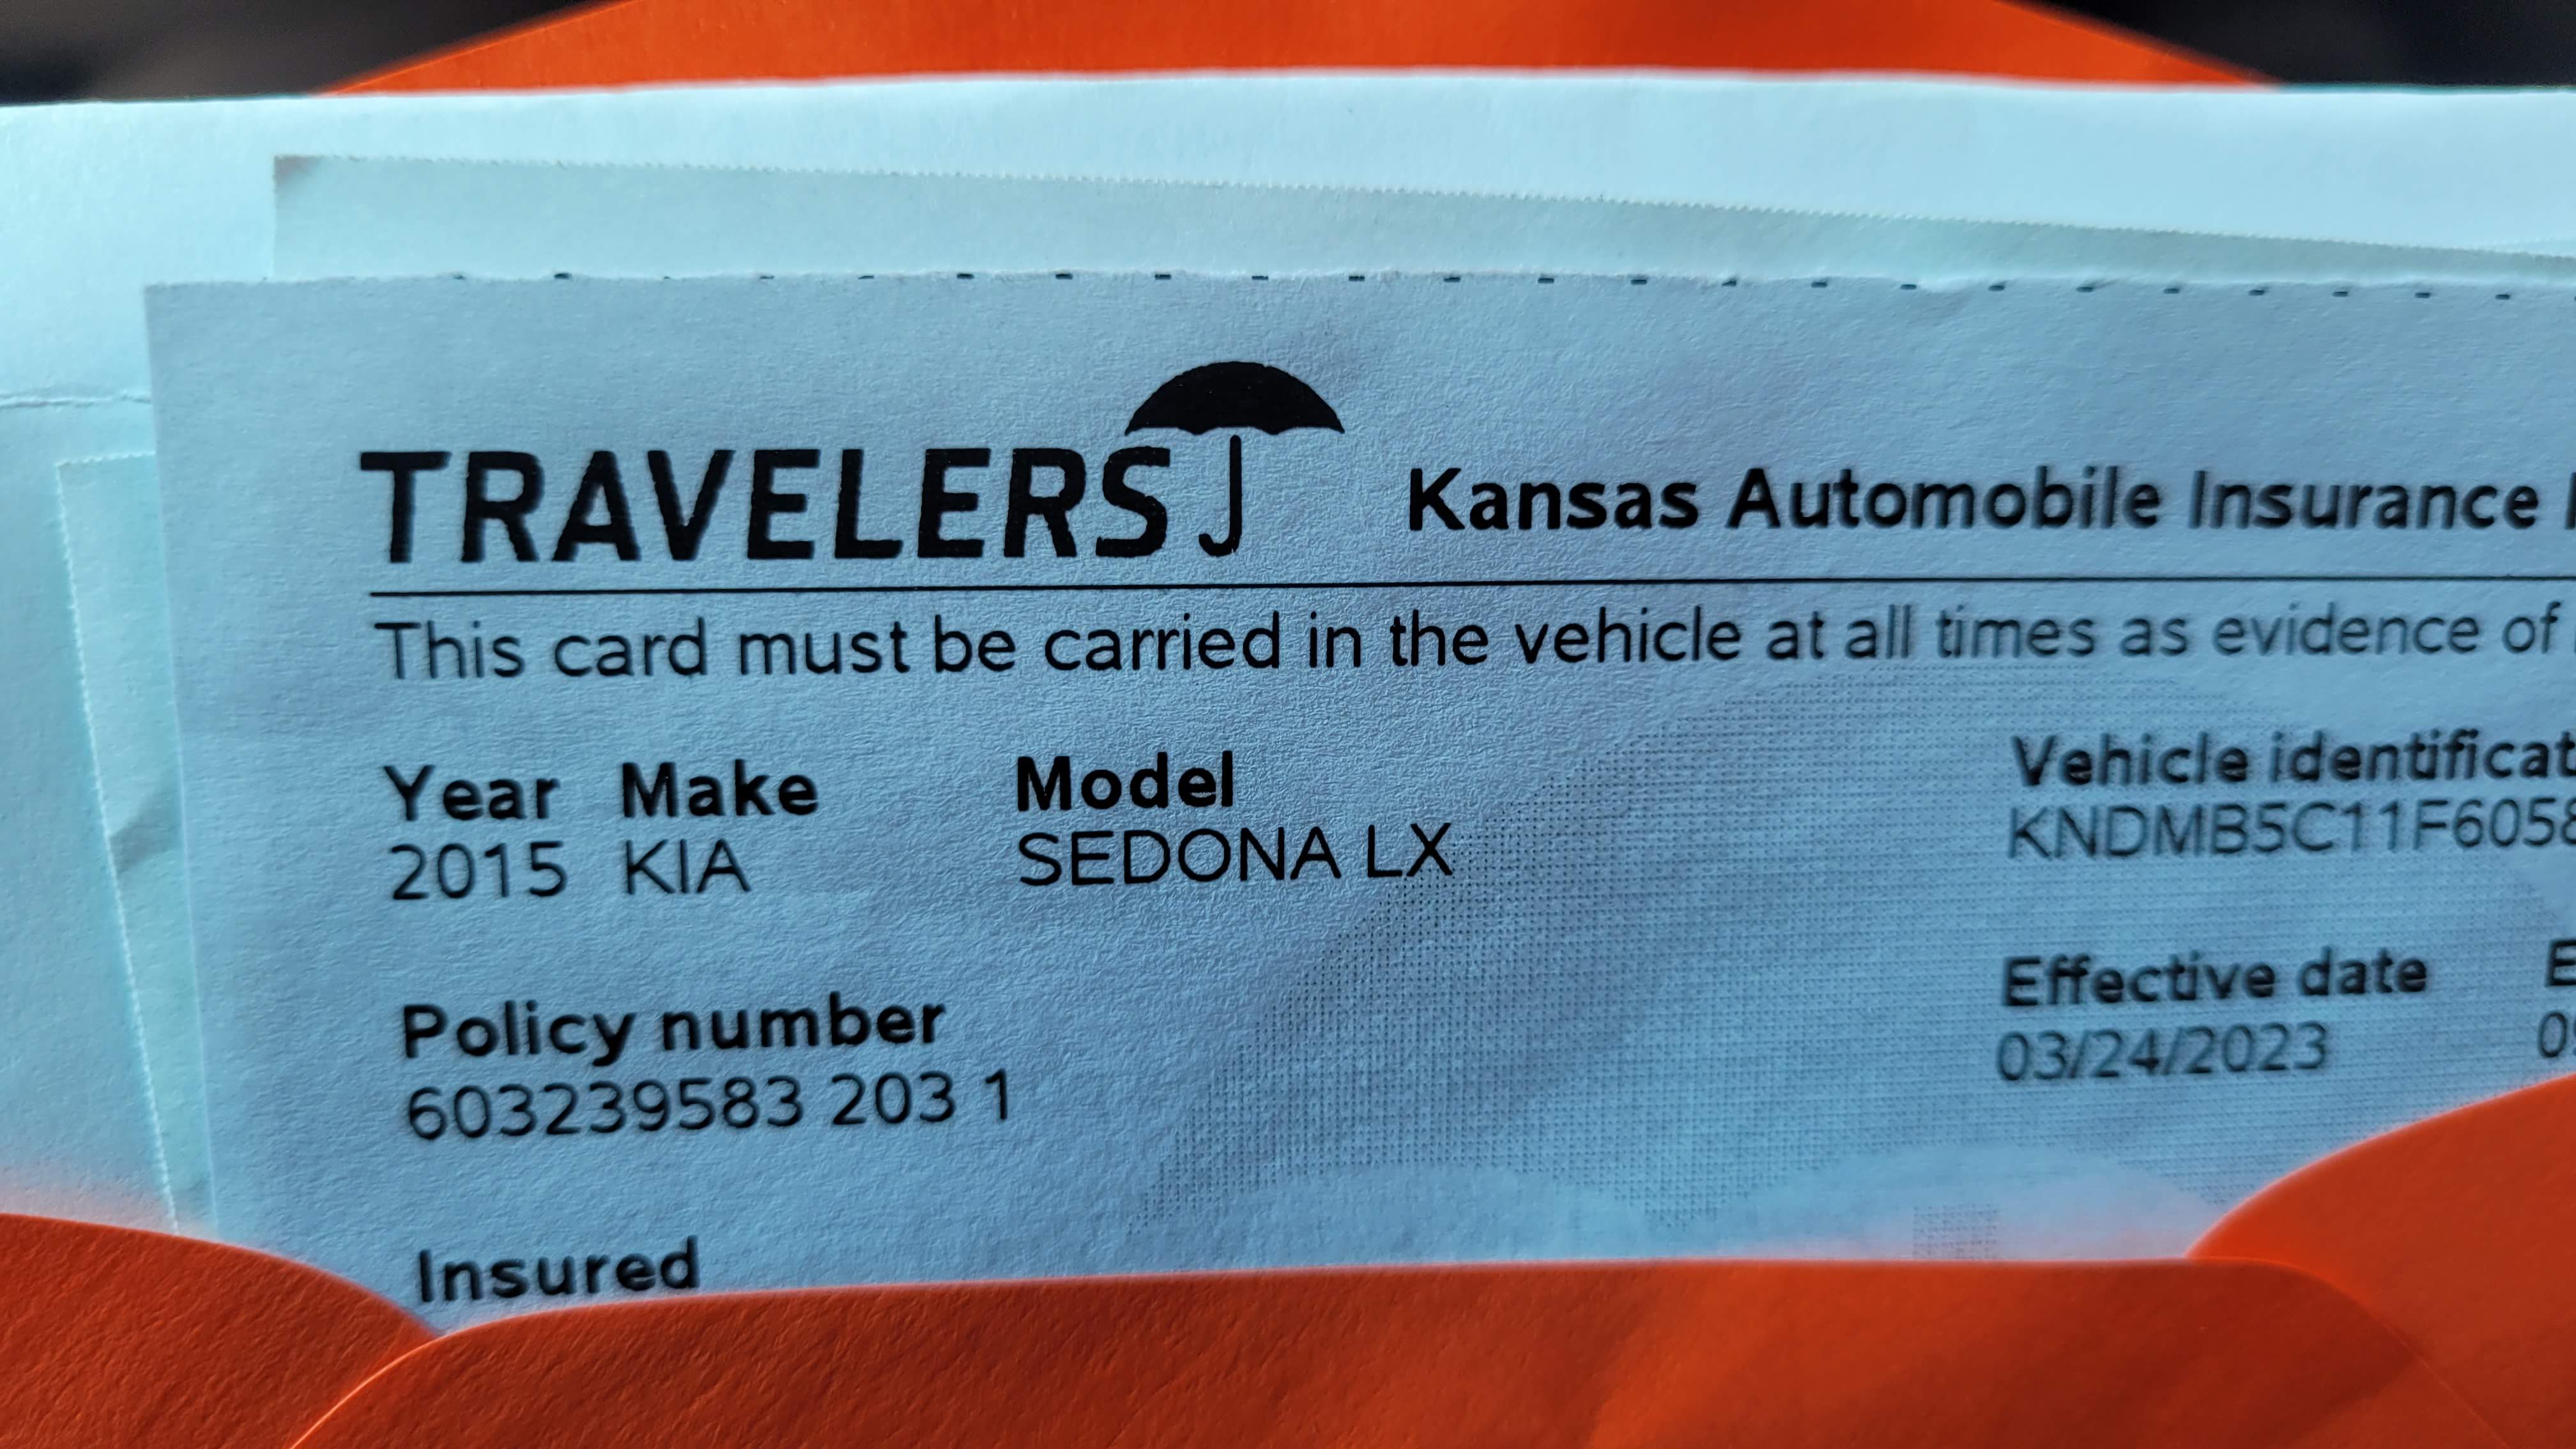 TRAVELERS Kansas Automobile Insurance
This card must be carried in the vehicle at all times as evidence of
Year Make Model Vehicle identificat
2015 KIA SEDONA LX KNDMB5C11F6058
Policy number Effective date E
603239583 203 1 03/24/2023 09
Insured